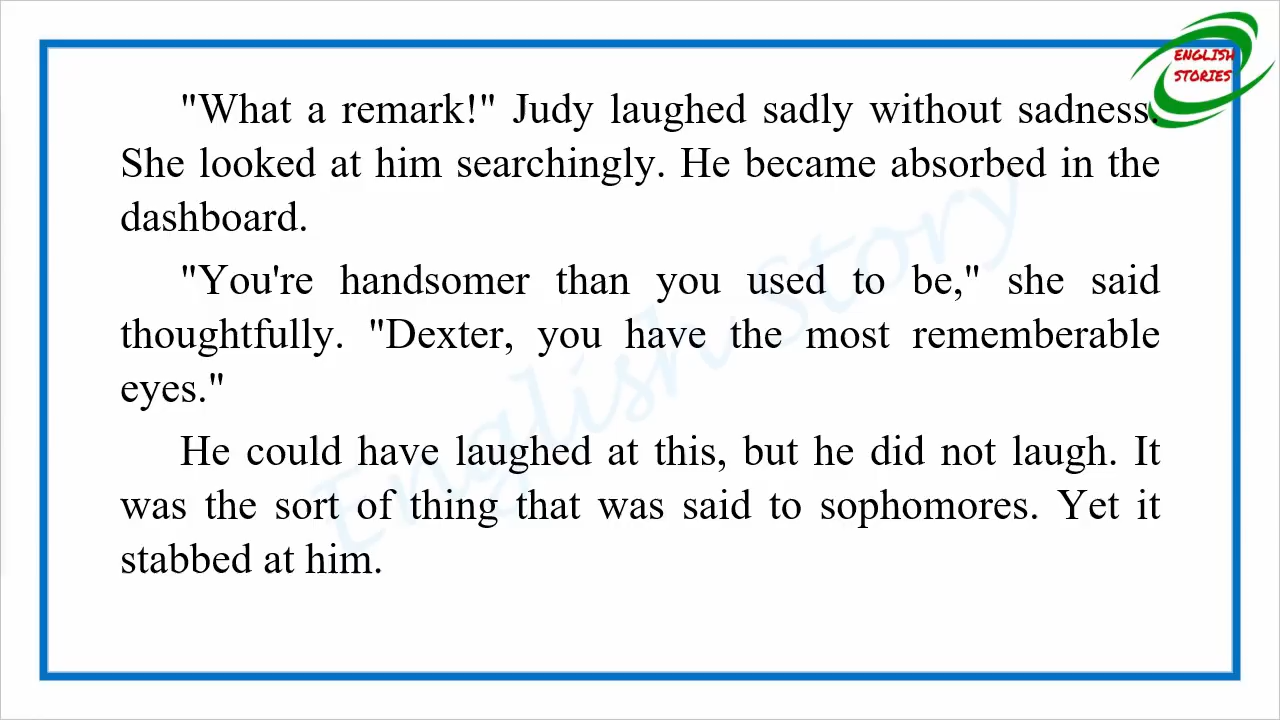 ENGLISH
STORIES
"What a remark!" Judy laughed sadly without sadness.
She looked at him searchingly. He became absorbed in the
dashboard.
"You're handsomer than you used to be," she said
thoughtfully. "Dexter, you have the most rememberable
eyes."
He could have laughed at this, but he did not laugh. It
was the sort of thing that was said to sophomores. Yet it
stabbed at him.
English Story